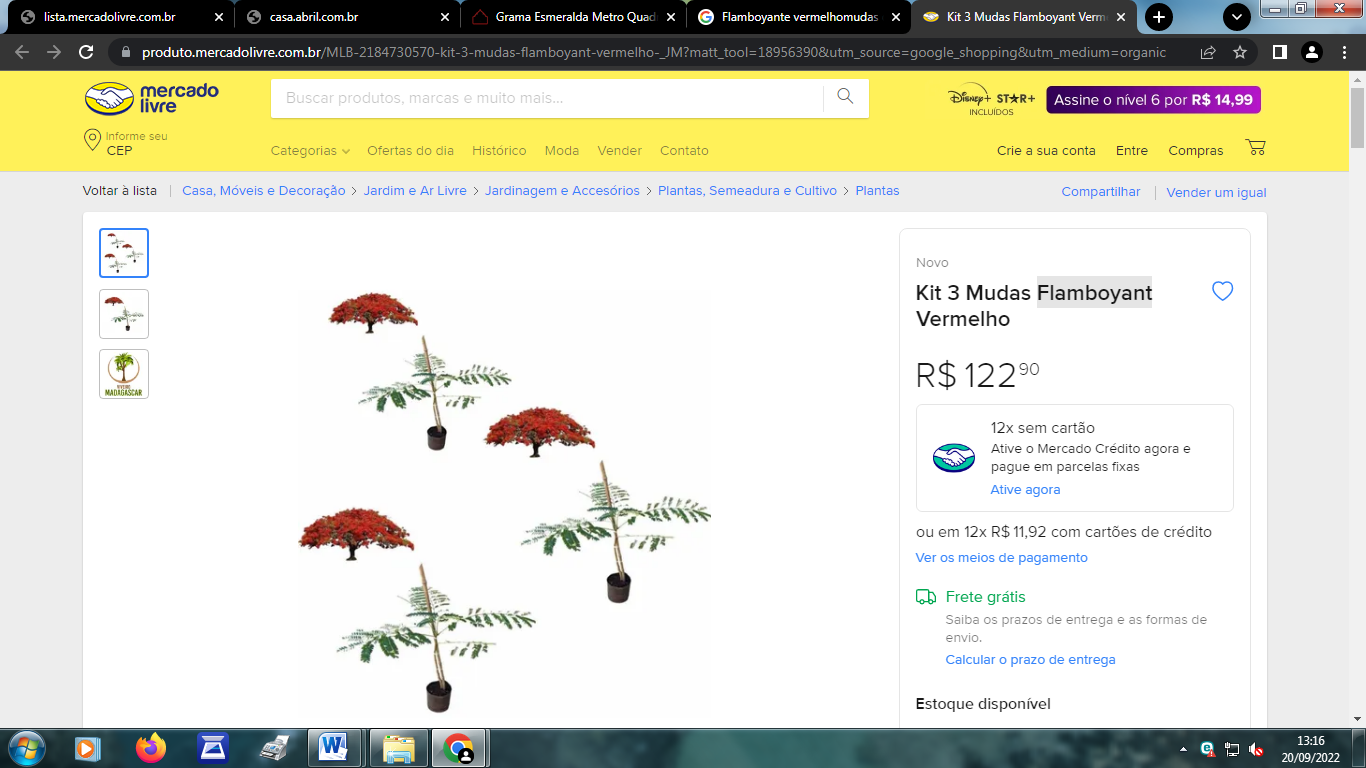 lista.mercadolivre.com.br
casa.abril.com.br
Grama Esmeralda Metro Quad
Flamboyante vermelhomudas
Kit 3 Mudas Flamboyant Verm
produto.mercadolivre.com.br/MLB-2184730570-kit-3-mudas-flamboyant-vermelho-_JM?matt_tool=18956390&utm_source=google_shopping&utm_medium=organic
mercado
livre
Buscar produtos, marcas e muito mais...
Disney+ STAR+
INCLUÍDOS
Assine o nível 6 por R$ 14,99
Informe seu
CEP
Categorias Ofertas do dia Histórico Moda Vender Contato
Crie a sua conta Entre Compras
Voltar à lista | Casa, Móveis e Decoração > Jardim e Ar Livre > Jardinagem e Accesórios > Plantas, Semeadura e Cultivo > Plantas
Compartilhar | Vender um igual
VIVEIRO
MADAGASCAR
Novo
Kit 3 Mudas Flamboyant
Vermelho
R$ 122 90
12x sem cartão
Ative o Mercado Crédito agora e
pague em parcelas fixas
Ative agora
ou em 12x R$ 11,92 com cartões de crédito
Ver os meios de pagamento
Frete grátis
Saiba os prazos de entrega e as formas de
envio.
Calcular o prazo de entrega
Estoque disponível
13:16
20/09/2022